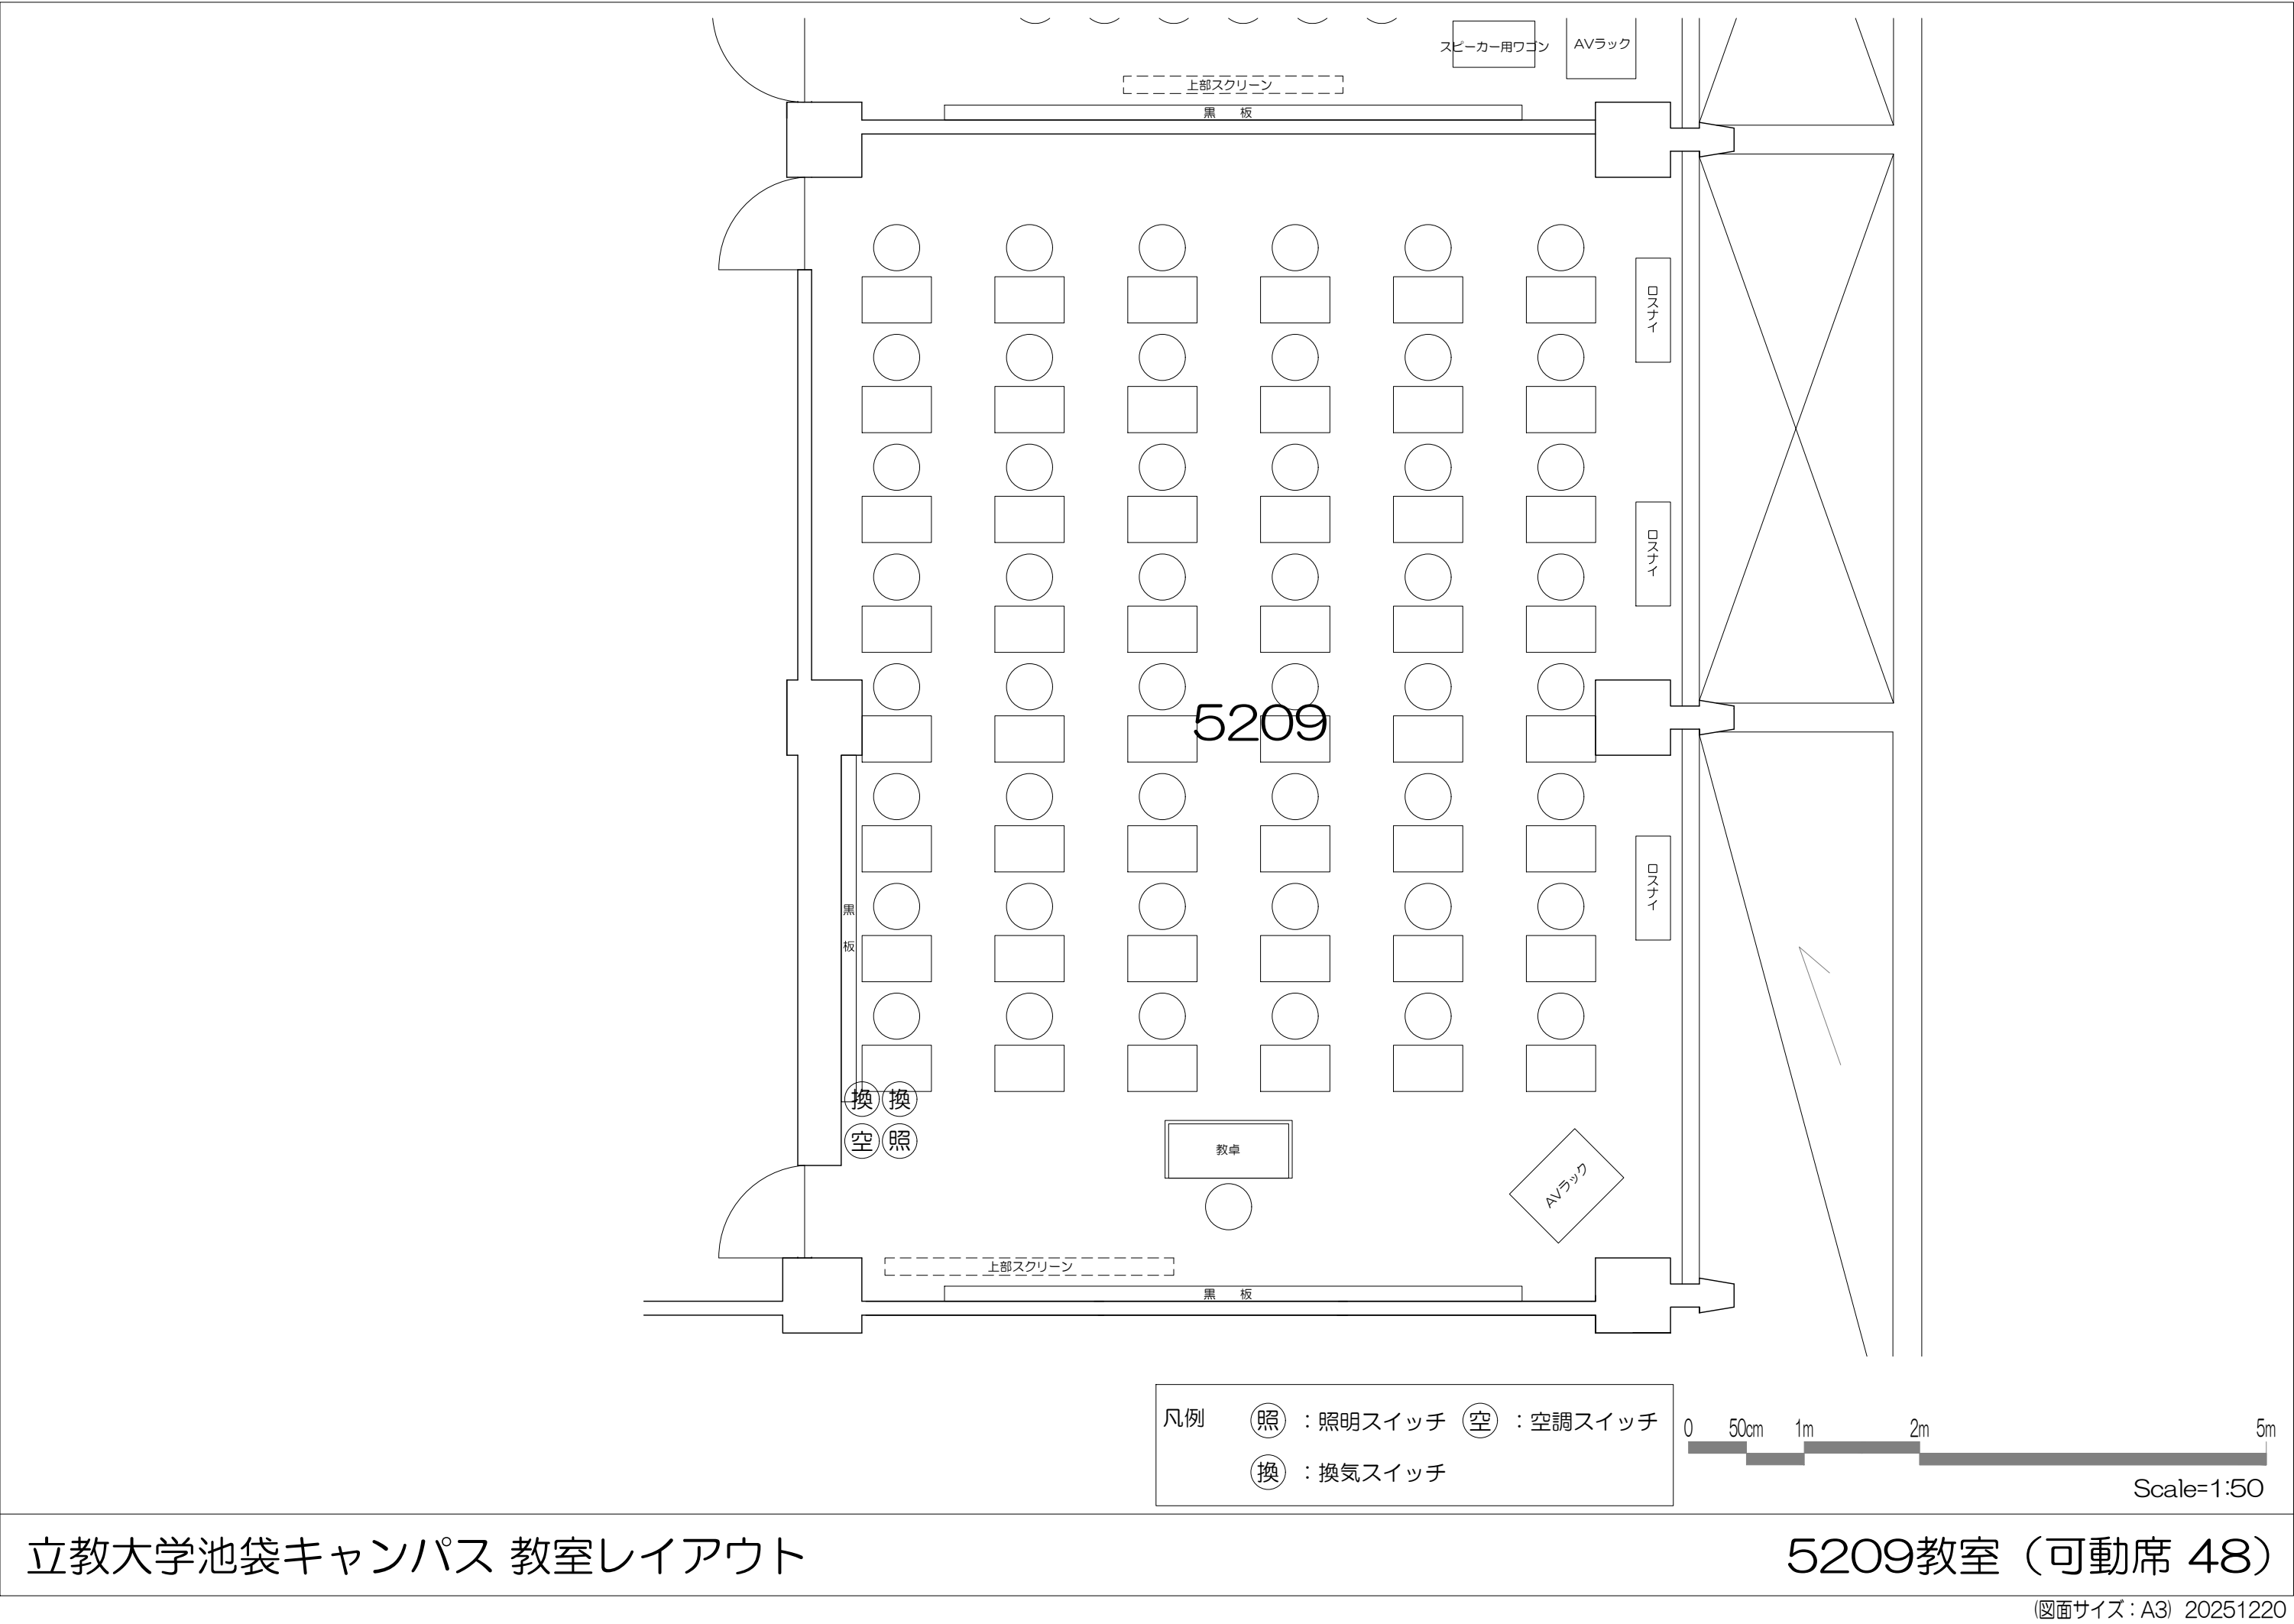 スピーカー用ワゴン
AVラック
上部スクリーン
黒 板
ロスナイ
ロスナイ
5209
ロスナイ
黒 板
換 換
空 照
教卓
AVラック
上部スクリーン
黒 板
凡例 照 :照明スイッチ 空 :空調スイッチ
換 :換気スイッチ
0 50cm 1m 2m 5m
Scale=1:50
立教大学池袋キャンパス 教室レイアウト
5209教室(可動席 48)
(図面サイズ:A3) 20251220